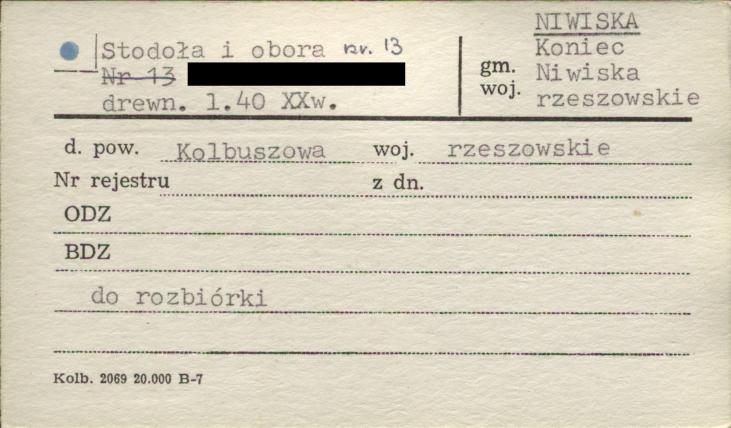 NIWISKA
Stodoła i obora nr. 13 Koniec
Nr 13 gm. Niwiska
drewn. l.40 XXw. woj. rzeszowskie
d. pow. Kolbuszowa woj. rzeszowskie
Nr rejestru z dn.
ODZ
BDZ
do rozbiórki
Kolb. 2069 20.000 B-7